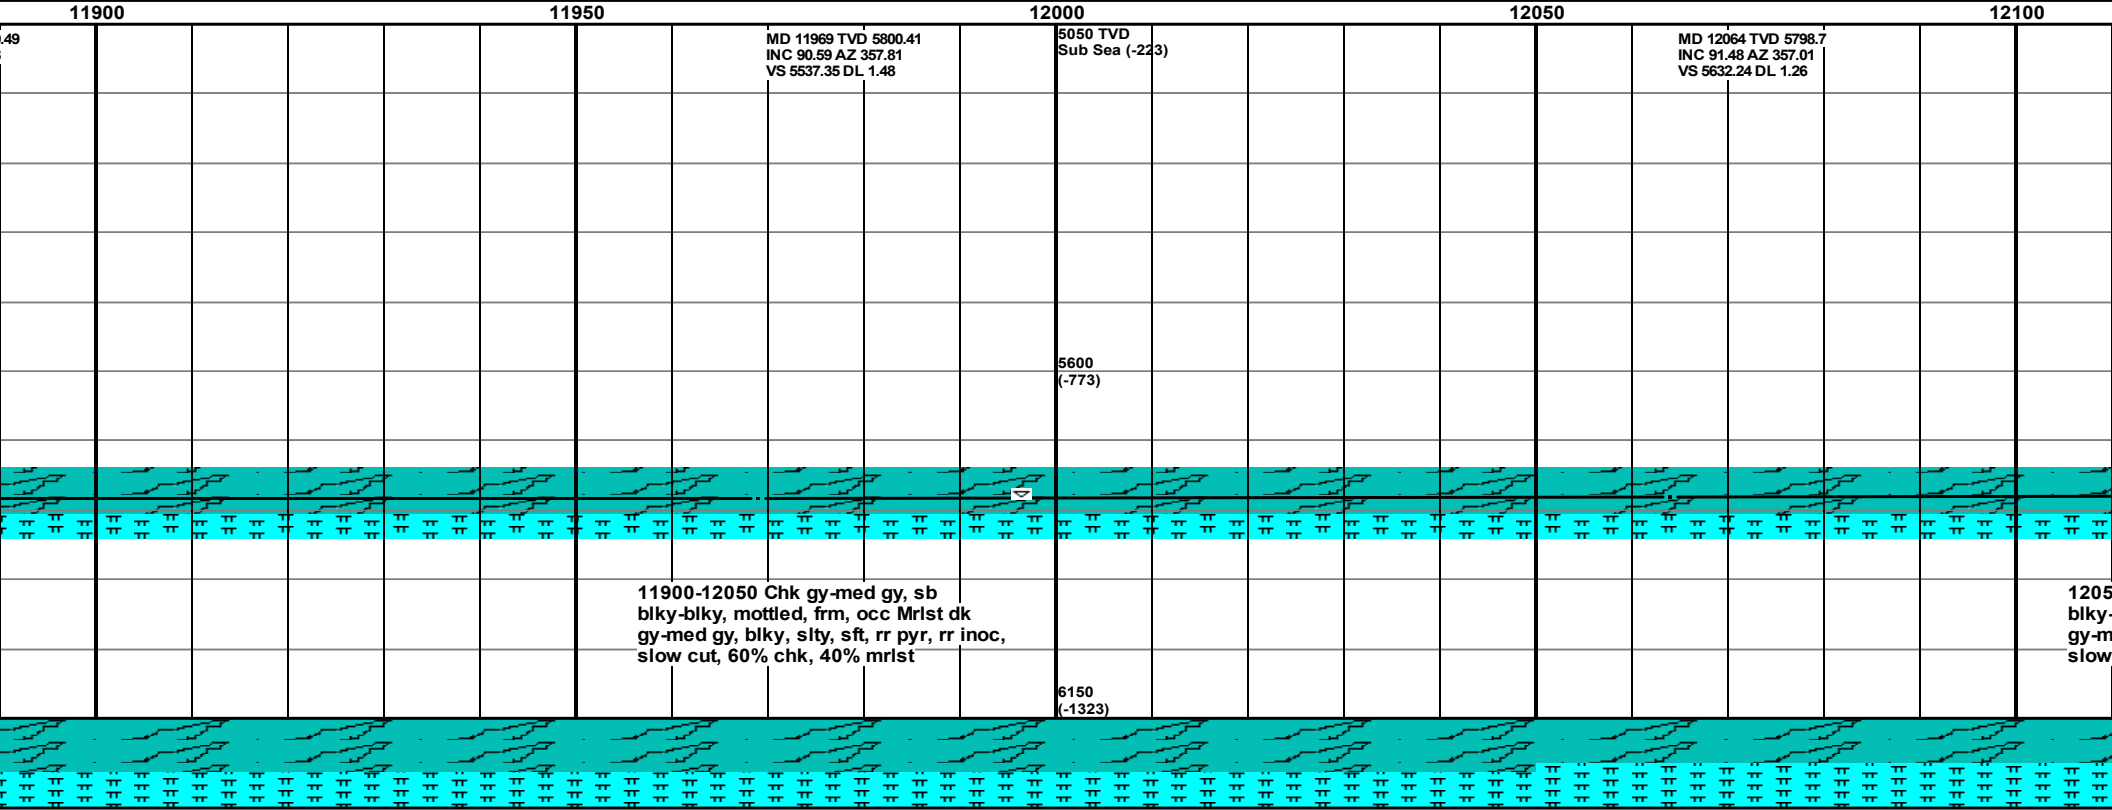 11900 11950 12000 12050 12100
.49
MD 11969 TVD 5800.41
INC 90.59 AZ 357.81
VS 5537.35 DL 1.48
5050 TVD
Sub Sea (-223)
MD 12064 TVD 5798.7
INC 91.48 AZ 357.01
VS 5632.24 DL 1.26
5600
(-773)
11900-12050 Chk gy-med gy, sb
blky-blky, mottled, frm, occ Mrlst dk
gy-med gy, blky, slty, sft, rr pyr, rr inoc,
slow cut, 60% chk, 40% mrlst
1205
blky-
gy-m
slow
6150
(-1323)